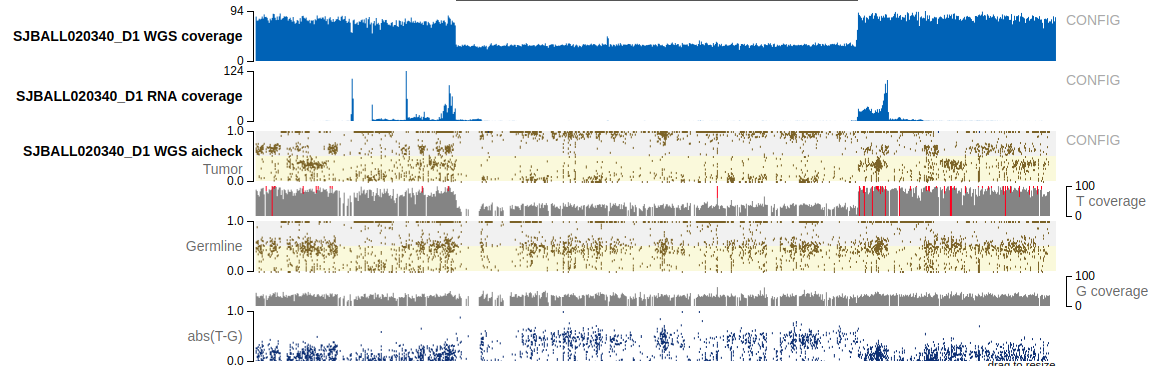 94
SJBALL020340_D1 WGS coverage
CONFIG
0
124
SJBALL020340_D1 RNA coverage
CONFIG
0
1.0
SJBALL020340_D1 WGS aicheck
CONFIG
Tumor
0.0
100
T coverage
0
1.0
Germline
0.0
100
G coverage
0
1.0
abs(T-G)
0.0
drag to resize